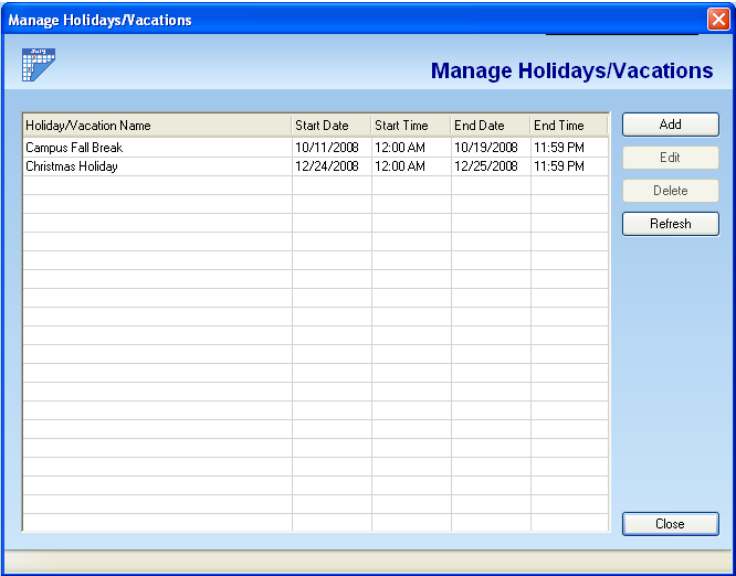 Manage Holidays/Vacations
Manage Holidays/Vacations
Holiday/Vacation Name Start Date Start Time End Date End Time
Campus Fall Break 10/11/2008 12:00 AM 10/19/2008 11:59 PM
Christmas Holiday 12/24/2008 12:00 AM 12/25/2008 11:59 PM
Add
Edit
Delete
Refresh
Close